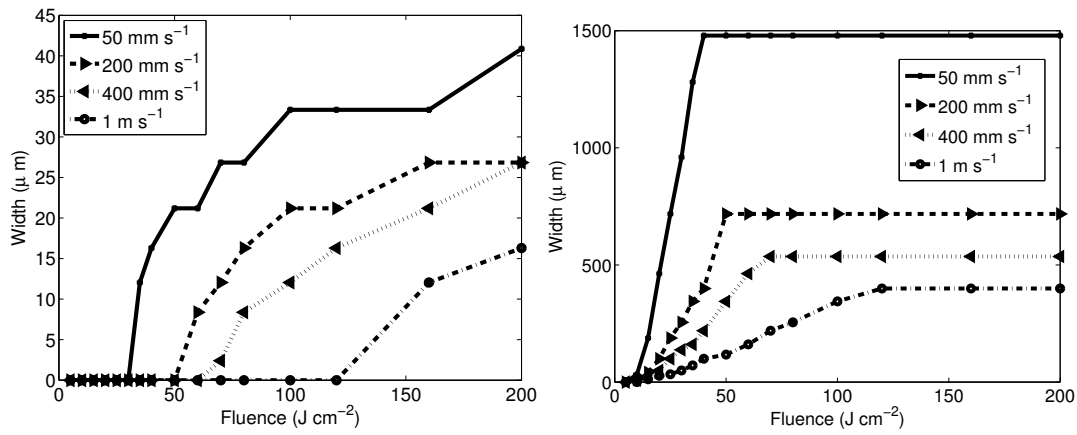 45
40
35
30
25
20
15
10
5
0
Width (μ m)
50 mm s⁻¹
200 mm s⁻¹
400 mm s⁻¹
1 m s⁻¹
0 50 100 150 200
Fluence (J cm⁻²)
1500
1000
500
0
Width (μ m)
50 mm s⁻¹
200 mm s⁻¹
400 mm s⁻¹
1 m s⁻¹
0 50 100 150 200
Fluence (J cm⁻²)